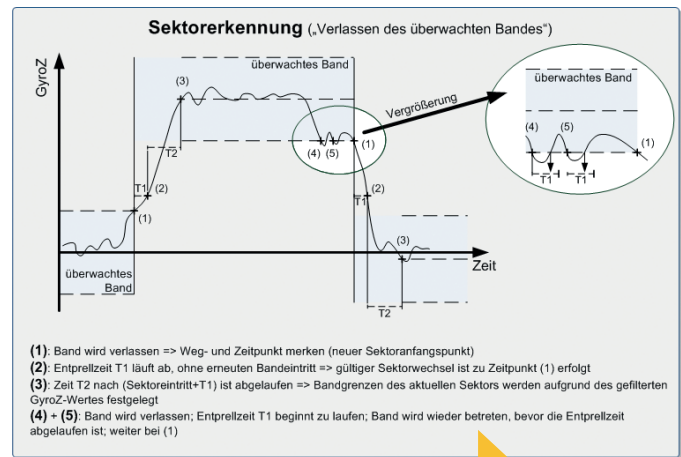 Sektorerkennung („Verlassen des überwachten Bandes“)
GyroZ
überwachtes Band
(3)
Vergrößerung
überwachtes Band
(4)
(5)
(1)
T1
T1
T2
(4)
(5)
(1)
T1
(2)
T1
(2)
(1)
(3)
überwachtes
Band
Zeit
T2
(1): Band wird verlassen => Weg- und Zeitpunkt merken (neuer Sektoranfangspunkt)
(2): Entprellzeit T1 läuft ab, ohne erneuten Bandeintritt => gültiger Sektorwechsel ist zu Zeitpunkt (1) erfolgt
(3): Zeit T2 nach (Sektoreintritt+T1) ist abgelaufen => Bandgrenzen des aktuellen Sektors werden aufgrund des gefilterten
GyroZ-Wertes festgelegt
(4) + (5): Band wird verlassen; Entprellzeit T1 beginnt zu laufen; Band wird wieder betreten, bevor die Entprellzeit
abgelaufen ist; weiter bei (1)